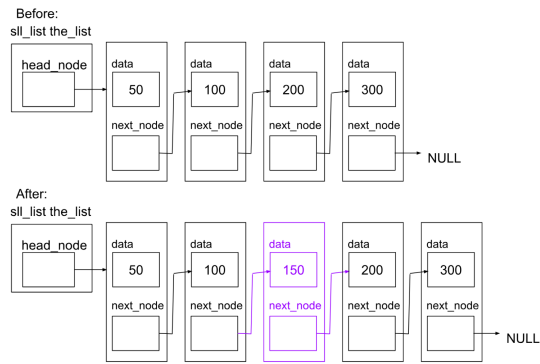 Before:
sll_list the_list
head_node
data data data data
50 100 200 300
next_node next_node next_node next_node
NULL
After:
sll_list the_list
head_node
data data data data data
50 100 150 200 300
next_node next_node next_node next_node next_node
NULL